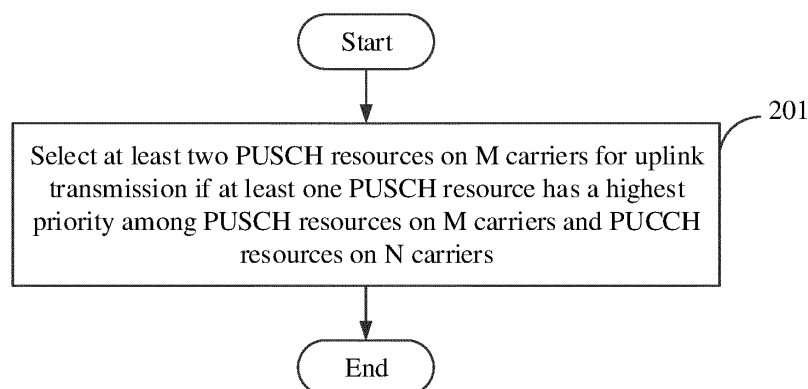 Start
201
Select at least two PUSCH resources on M carriers for uplink
transmission if at least one PUSCH resource has a highest
priority among PUSCH resources on M carriers and PUCCH
resources on N carriers
End